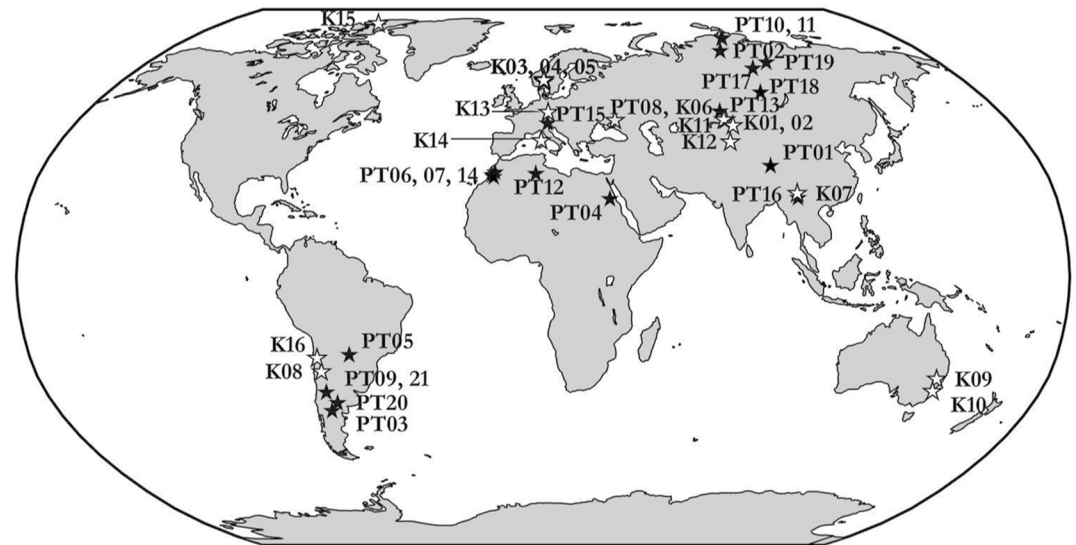 K15
PT10, 11
PT02
PT19
K03, 04, 05
PT17
PT18
K13
PT15
PT08, K06
PT13
K11
K01, 02
K14
K12
PT01
PT06, 07, 14
PT12
PT16
K07
PT04
K16
PT05
K08
PT09, 21
K09
PT20
K10
PT03